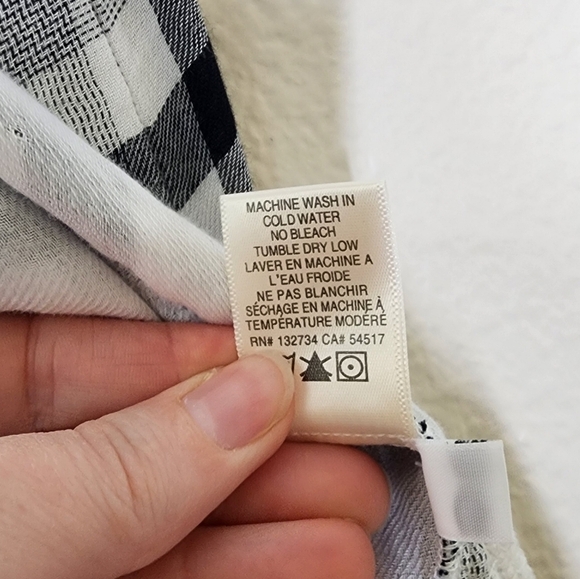 MACHINE WASH IN
COLD WATER
NO BLEACH
TUMBLE DRY LOW
LAVER EN MACHINE A
L'EAU FROIDE
NE PAS BLANCHIR
SÉCHAGE EN MACHINE À
TEMPÉRATURE MODÉRÉ
RN# 132734 CA# 54517